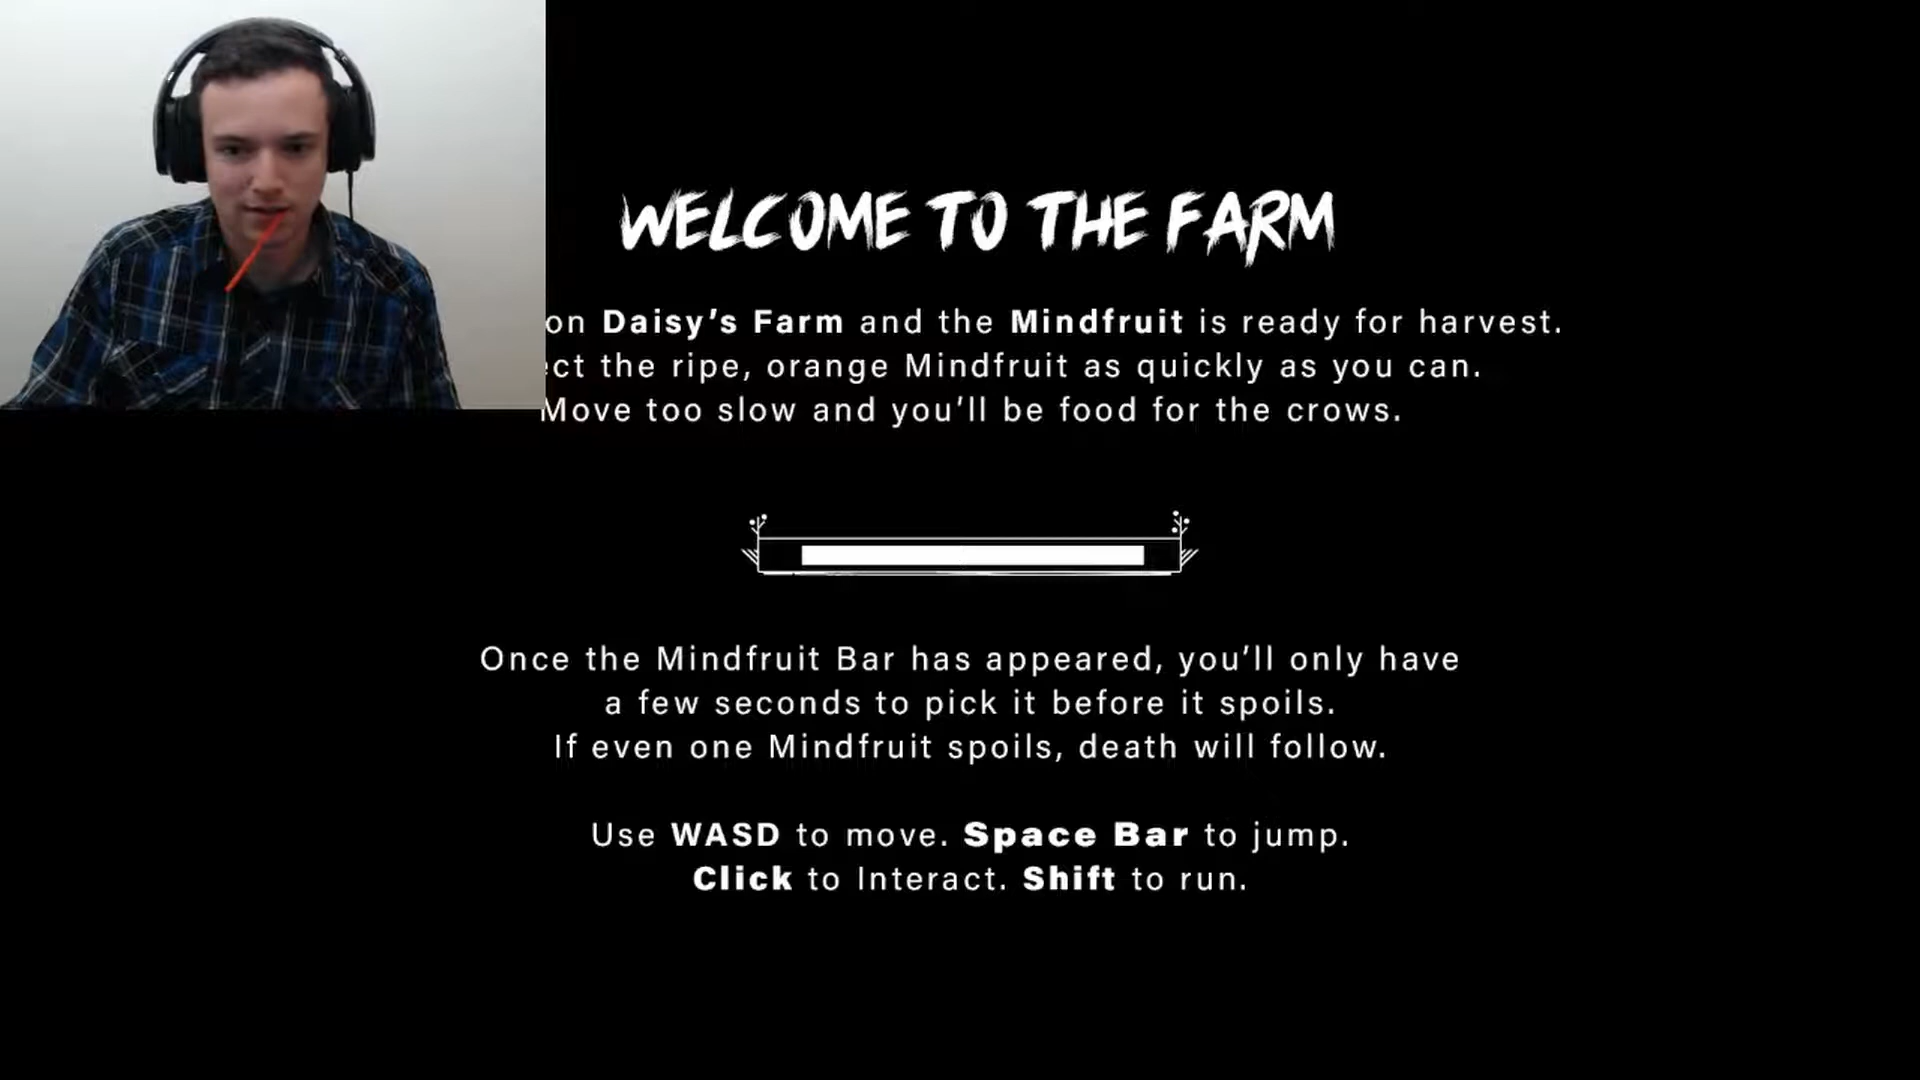 WELCOME TO THE FARM
on Daisy’s Farm and the Mindfruit is ready for harvest.
the ripe, orange Mindfruit as quickly as you can.
Move too slow and you’ll be food for the crows.
Once the Mindfruit Bar has appeared, you’ll only have
a few seconds to pick it before it spoils.
If even one Mindfruit spoils, death will follow.
Use WASD to move. Space Bar to jump.
Click to Interact. Shift to run.